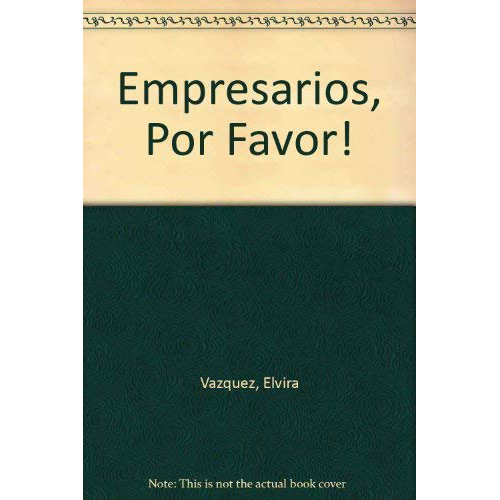 Empresarios,
Por Favor!
Vazquez, Elvira
Note: This is not the actual book cover